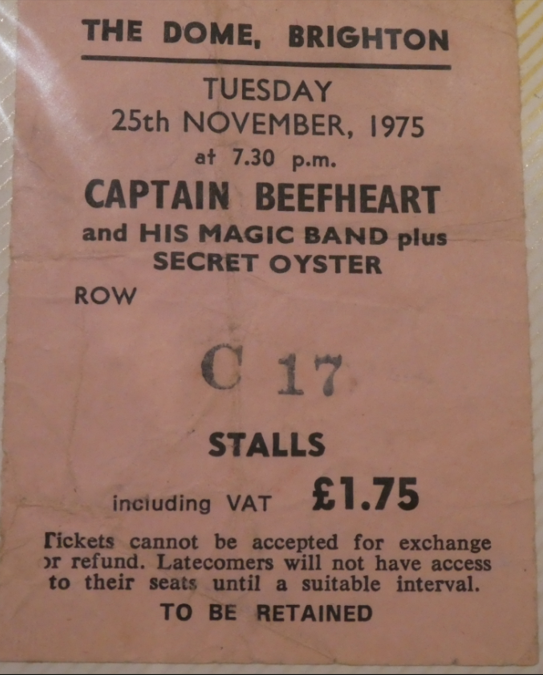 THE DOME, BRIGHTON
TUESDAY
25th NOVEMBER, 1975
at 7.30 p.m.
CAPTAIN BEEFHEART
and HIS MAGIC BAND plus
SECRET OYSTER
ROW
C 17
STALLS
including VAT £1.75
Tickets cannot be accepted for exchange
or refund. Latecomers will not have access
to their seats until a suitable interval.
TO BE RETAINED